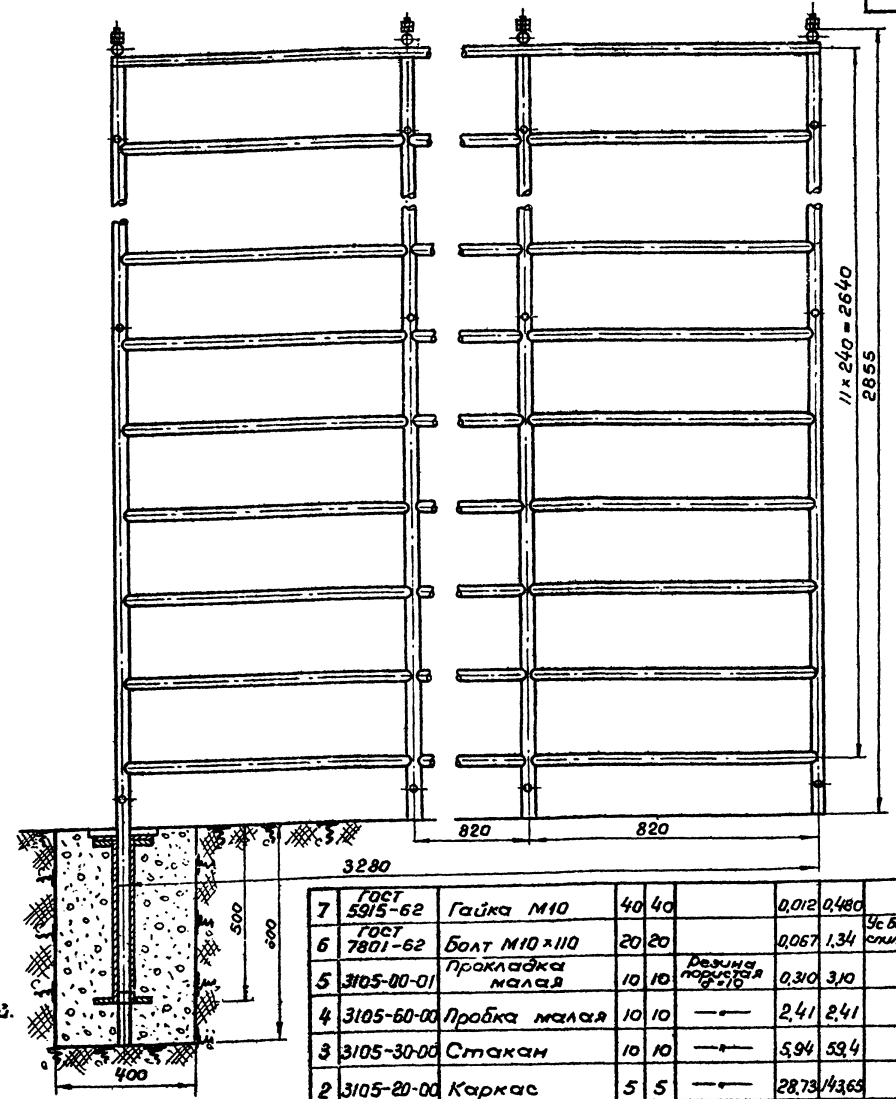 11×240=2640
2855
820
820
3280
500
600
400
й.
7 ГОСТ 5915-62 Гайка М10 40 40 0,012 0,480
6 ГОСТ 7801-62 Болт М10×110 20 20 0,067 1,34
5 3105-00-01 Прокладка малая 10 10 Резина пористая δ=10 0,310 3,10
4 3105-60-00 Пробка малая 10 10 —"— 2,41 2,41
3 3105-30-00 Стакан 10 10 —"— 5,94 59,4
2 3105-20-00 Каркас 5 5 —"— 28,73 143,65